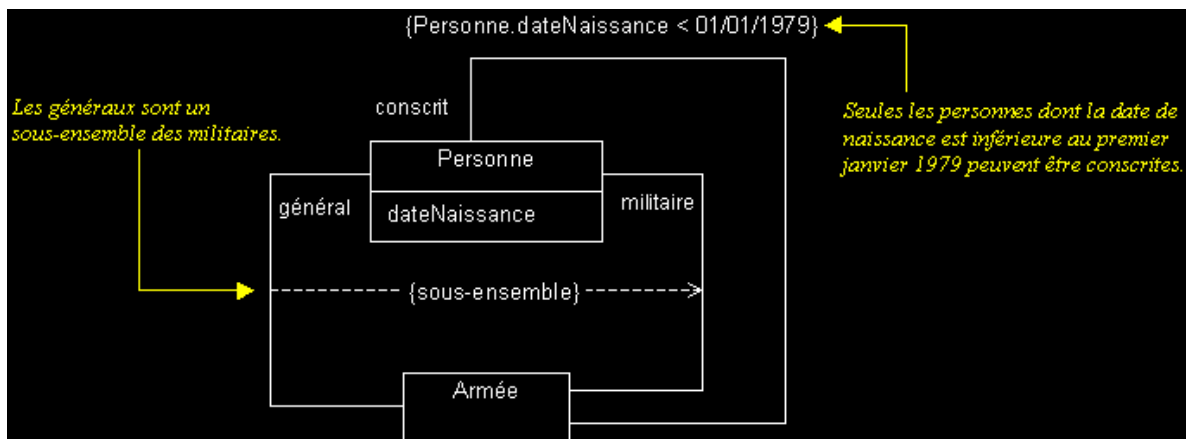 {Personne.dateNaissance < 01/01/1979}
Les généraux sont un
sous-ensemble des militaires.
conscrit
Seules les personnes dont la date de
naissance est inférieure au premier
janvier 1979 peuvent être conscrites.
Personne
général
dateNaissance
militaire
{sous-ensemble}
Armée